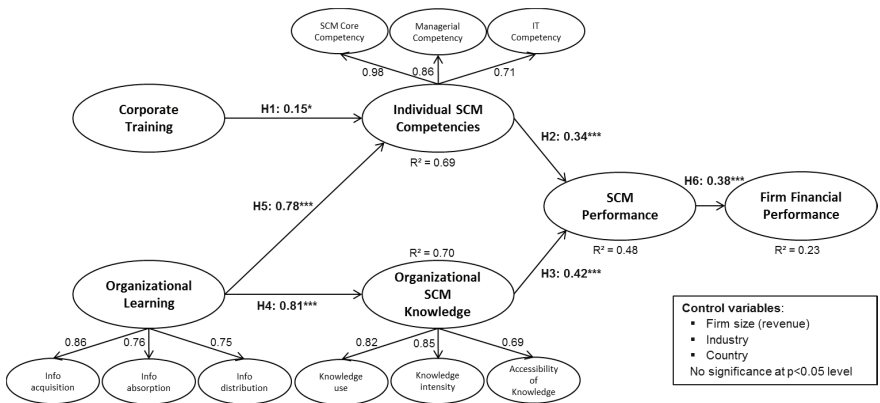 SCM Core
Competency
Managerial
Competency
IT
Competency
0.98
0.86
0.71
Corporate
Training
H1: 0.15*
Individual SCM
Competencies
R² = 0.69
H2: 0.34***
H5: 0.78***
SCM
Performance
R² = 0.48
H6: 0.38***
Firm Financial
Performance
R² = 0.23
Organizational
Learning
H4: 0.81***
R² = 0.70
Organizational
SCM
Knowledge
H3: 0.42***
0.86
0.76
0.75
Info
acquisition
Info
absorption
Info
distribution
0.82
0.85
0.69
Knowledge
use
Knowledge
intensity
Accessibility
of
Knowledge
Control variables:
▪ Firm size (revenue)
▪ Industry
▪ Country
No significance at p<0.05 level